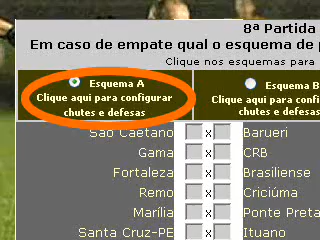 8ª Partida
Em caso de empate qual o esquema de
Clique nos esquemas para
Esquema A
Clique aqui para configurar
chutes e defesas
Esquema B
Clique aqui para confi
chutes e defesas
São Caetano x Barueri
Gama x CRB
Fortaleza x Brasiliense
Remo x Criciúma
Marília x Ponte Preta
Santa Cruz-PE x Ituano